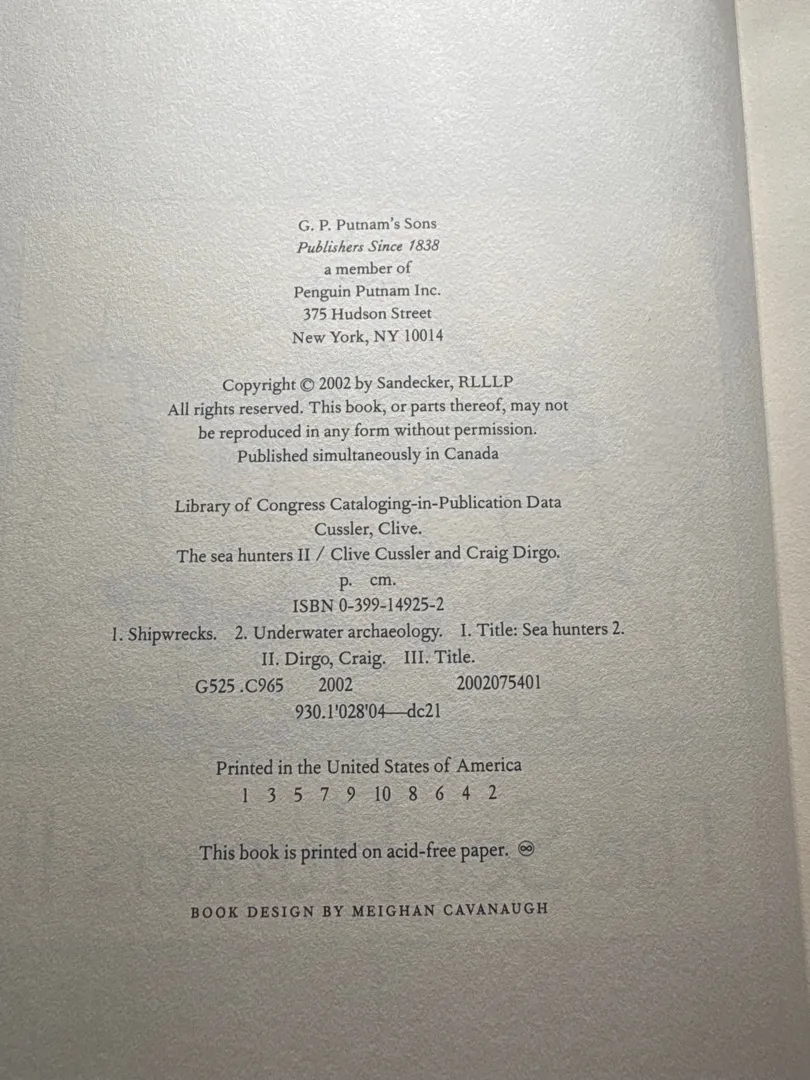 G. P. Putnam's Sons
Publishers Since 1838
a member of
Penguin Putnam Inc.
375 Hudson Street
New York, NY 10014
Copyright © 2002 by Sandecker, RLLLP
All rights reserved. This book, or parts thereof, may not
be reproduced in any form without permission.
Published simultaneously in Canada
Library of Congress Cataloging-in-Publication Data
Cussler, Clive.
The sea hunters II / Clive Cussler and Craig Dirgo.
p. cm.
ISBN 0-399-14925-2
1. Shipwrecks. 2. Underwater archaeology. I. Title: Sea hunters 2.
II. Dirgo, Craig. III. Title.
G525 .C965 2002 2002075401
930.1'028'04—dc21
Printed in the United States of America
1 3 5 7 9 10 8 6 4 2
This book is printed on acid-free paper. ♾
BOOK DESIGN BY MEIGHAN CAVANAUGH